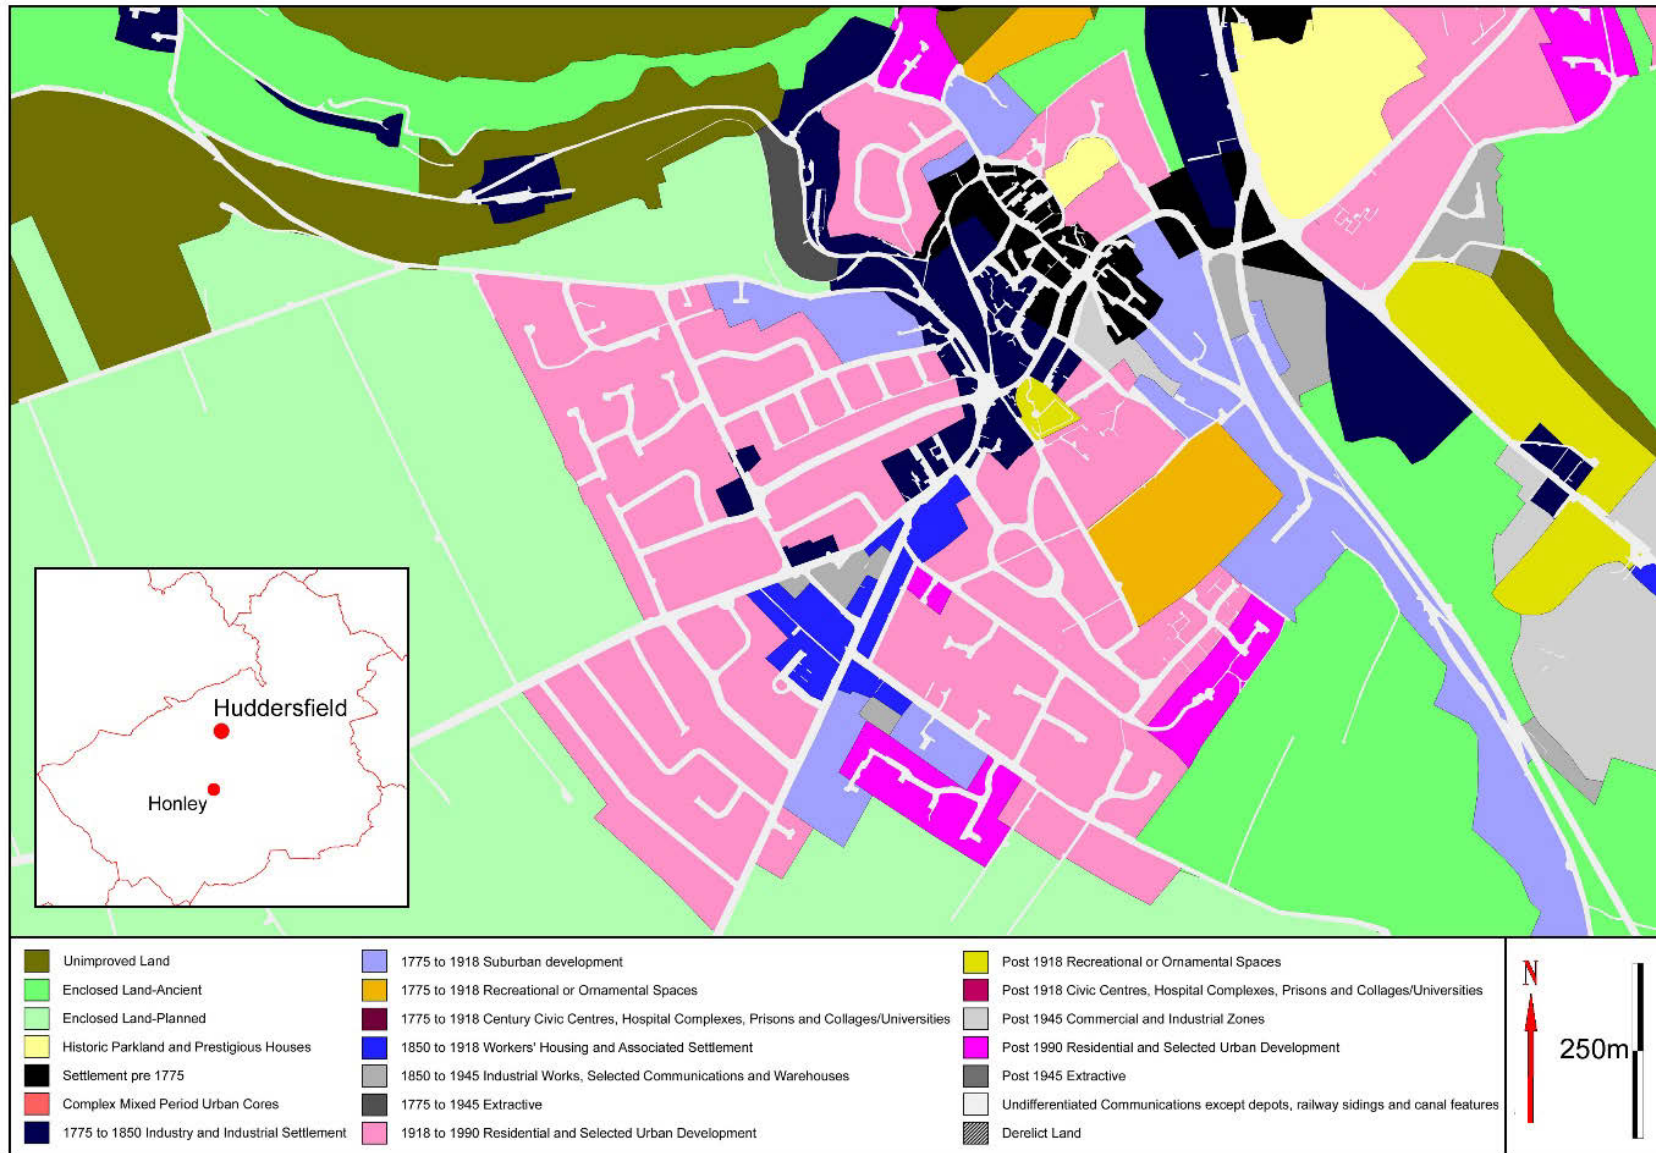 Huddersfield
Honley
Unimproved Land
Enclosed Land-Ancient
Enclosed Land-Planned
Historic Parkland and Prestigious Houses
Settlement pre 1775
Complex Mixed Period Urban Cores
1775 to 1850 Industry and Industrial Settlement
1775 to 1918 Suburban development
1775 to 1918 Recreational or Ornamental Spaces
1775 to 1918 Century Civic Centres, Hospital Complexes, Prisons and Collages/Universities
1850 to 1918 Workers' Housing and Associated Settlement
1850 to 1945 Industrial Works, Selected Communications and Warehouses
1775 to 1945 Extractive
1918 to 1990 Residential and Selected Urban Development
Post 1918 Recreational or Ornamental Spaces
Post 1918 Civic Centres, Hospital Complexes, Prisons and Collages/Universities
Post 1945 Commercial and Industrial Zones
Post 1990 Residential and Selected Urban Development
Post 1945 Extractive
Undifferentiated Communications except depots, railway sidings and canal features
Derelict Land
N
250m